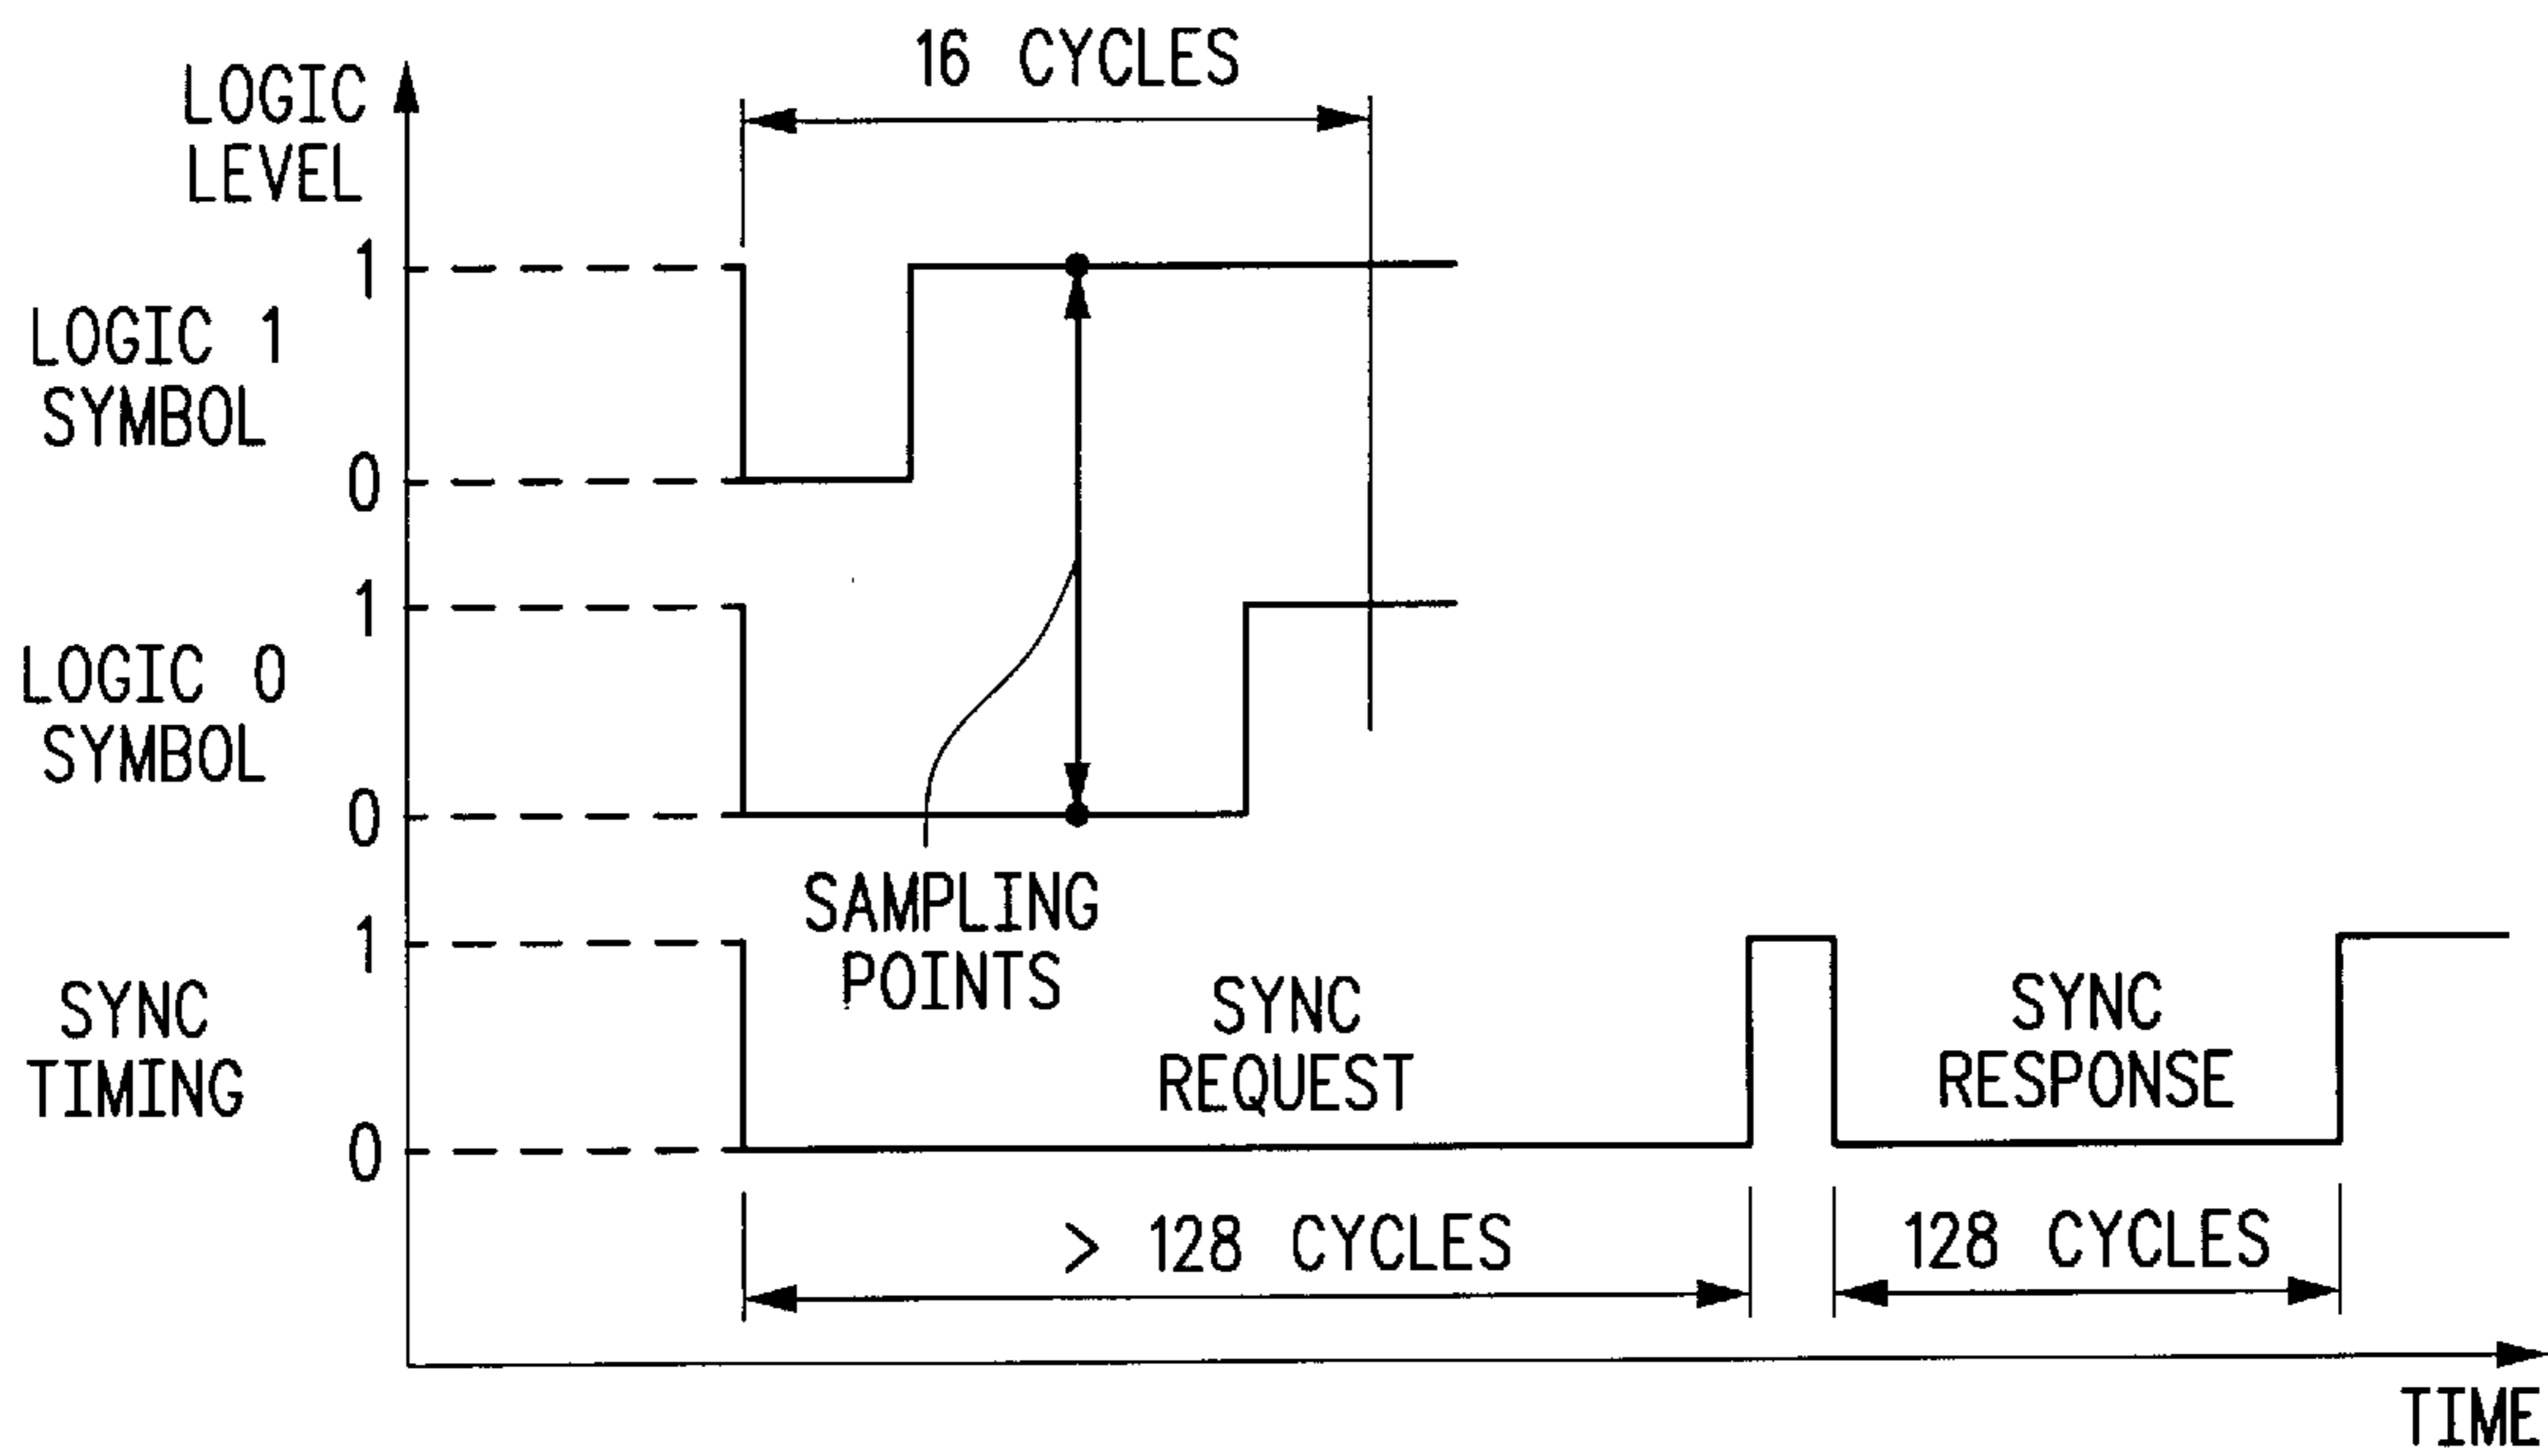 16 CYCLES
LOGIC
LEVEL
1
LOGIC 1
SYMBOL
0
1
LOGIC 0
SYMBOL
0
SAMPLING
POINTS
1
SYNC
TIMING
0
SYNC
REQUEST
SYNC
RESPONSE
> 128 CYCLES
128 CYCLES
TIME